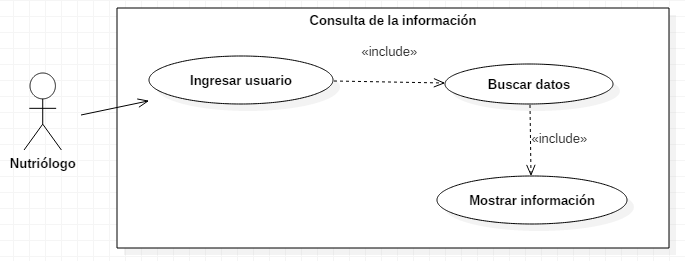 Consulta de la información
«include»
Ingresar usuario
Buscar datos
«include»
Nutriólogo
Mostrar información